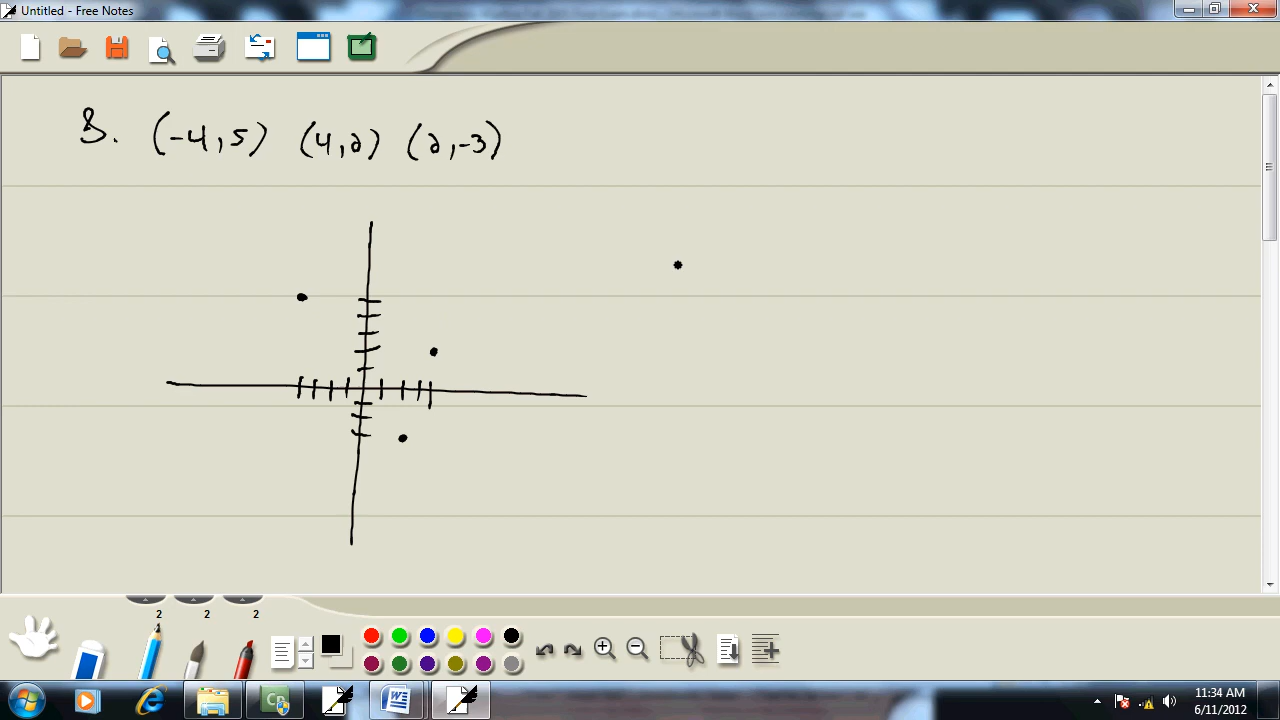 Untitled - Free Notes
8. (-4,5) (4,2) (2,-3)
2 2 2
11:34 AM
6/11/2012